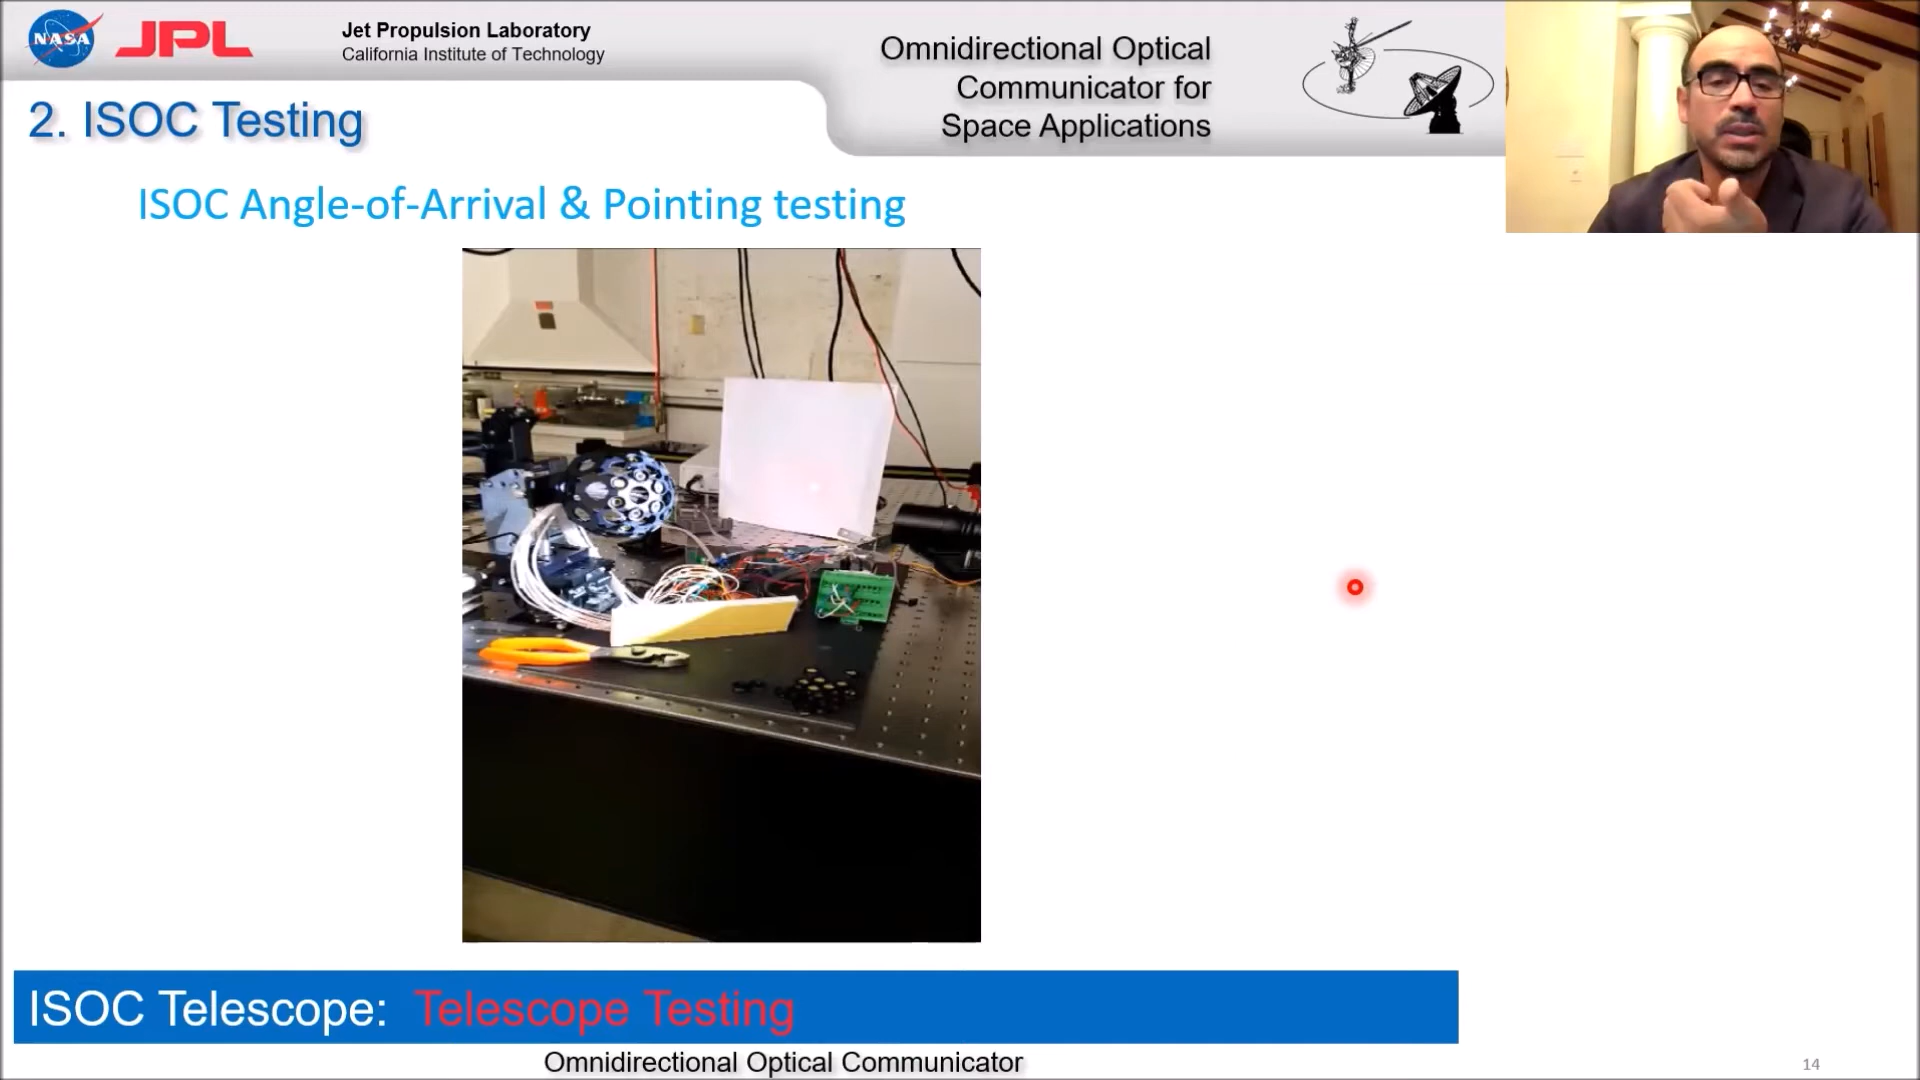 NASA
JPL
Jet Propulsion Laboratory
California Institute of Technology
Omnidirectional Optical
Communicator for
Space Applications
2. ISOC Testing
ISOC Angle-of-Arrival & Pointing testing
ISOC Telescope: Telescope Testing
Omnidirectional Optical Communicator
14